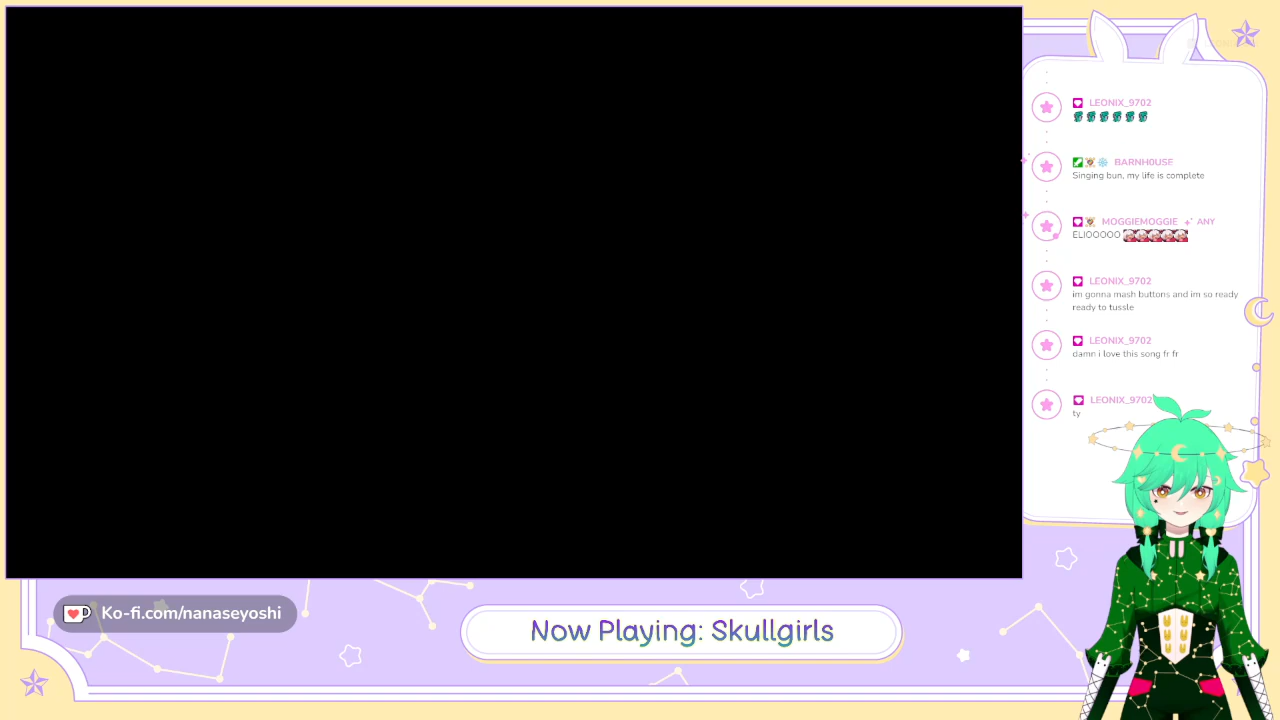 LEONIX_9702
BARNH0USE
Singing bun, my life is complete
MOGGIEMOGGIE ANY
ELIOOOOO
LEONIX_9702
im gonna mash buttons and im so ready
ready to tussle
LEONIX_9702
damn i love this song fr fr
LEONIX_9702
ty
Ko-fi.com/nanaseyoshi
Now Playing: Skullgirls